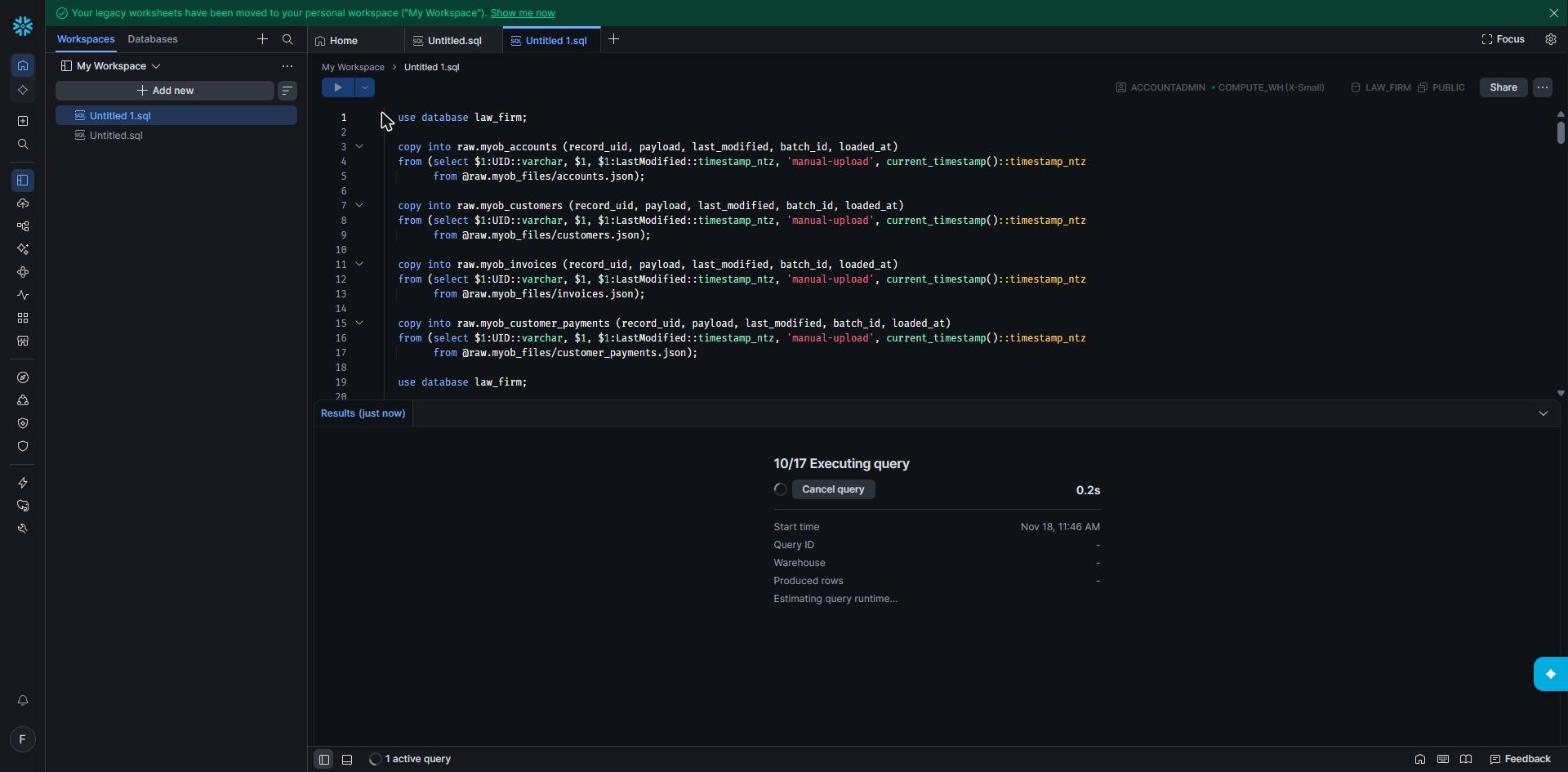 Your legacy worksheets have been moved to your personal workspace ("My Workspace"). Show me now
Workspaces Databases
Home
Untitled.sql
Untitled 1.sql
Focus
My Workspace
Add new
Untitled 1.sql
Untitled.sql
My Workspace > Untitled 1.sql
ACCOUNTADMIN • COMPUTE_WH (X-Small) LAW_FIRM PUBLIC Share
1 use database law_firm;
2
3 copy into raw.myob_accounts (record_uid, payload, last_modified, batch_id, loaded_at)
4 from (select $1:UID::varchar, $1, $1:LastModified::timestamp_ntz, 'manual-upload', current_timestamp()::timestamp_ntz
5 from @raw.myob_files/accounts.json);
6
7 copy into raw.myob_customers (record_uid, payload, last_modified, batch_id, loaded_at)
8 from (select $1:UID::varchar, $1, $1:LastModified::timestamp_ntz, 'manual-upload', current_timestamp()::timestamp_ntz
9 from @raw.myob_files/customers.json);
10
11 copy into raw.myob_invoices (record_uid, payload, last_modified, batch_id, loaded_at)
12 from (select $1:UID::varchar, $1, $1:LastModified::timestamp_ntz, 'manual-upload', current_timestamp()::timestamp_ntz
13 from @raw.myob_files/invoices.json);
14
15 copy into raw.myob_customer_payments (record_uid, payload, last_modified, batch_id, loaded_at)
16 from (select $1:UID::varchar, $1, $1:LastModified::timestamp_ntz, 'manual-upload', current_timestamp()::timestamp_ntz
17 from @raw.myob_files/customer_payments.json);
18
19 use database law_firm;
20
Results (just now)
10/17 Executing query
Cancel query 0.2s
Start time Nov 18, 11:46 AM
Query ID -
Warehouse -
Produced rows -
Estimating query runtime...
F
1 active query
Feedback